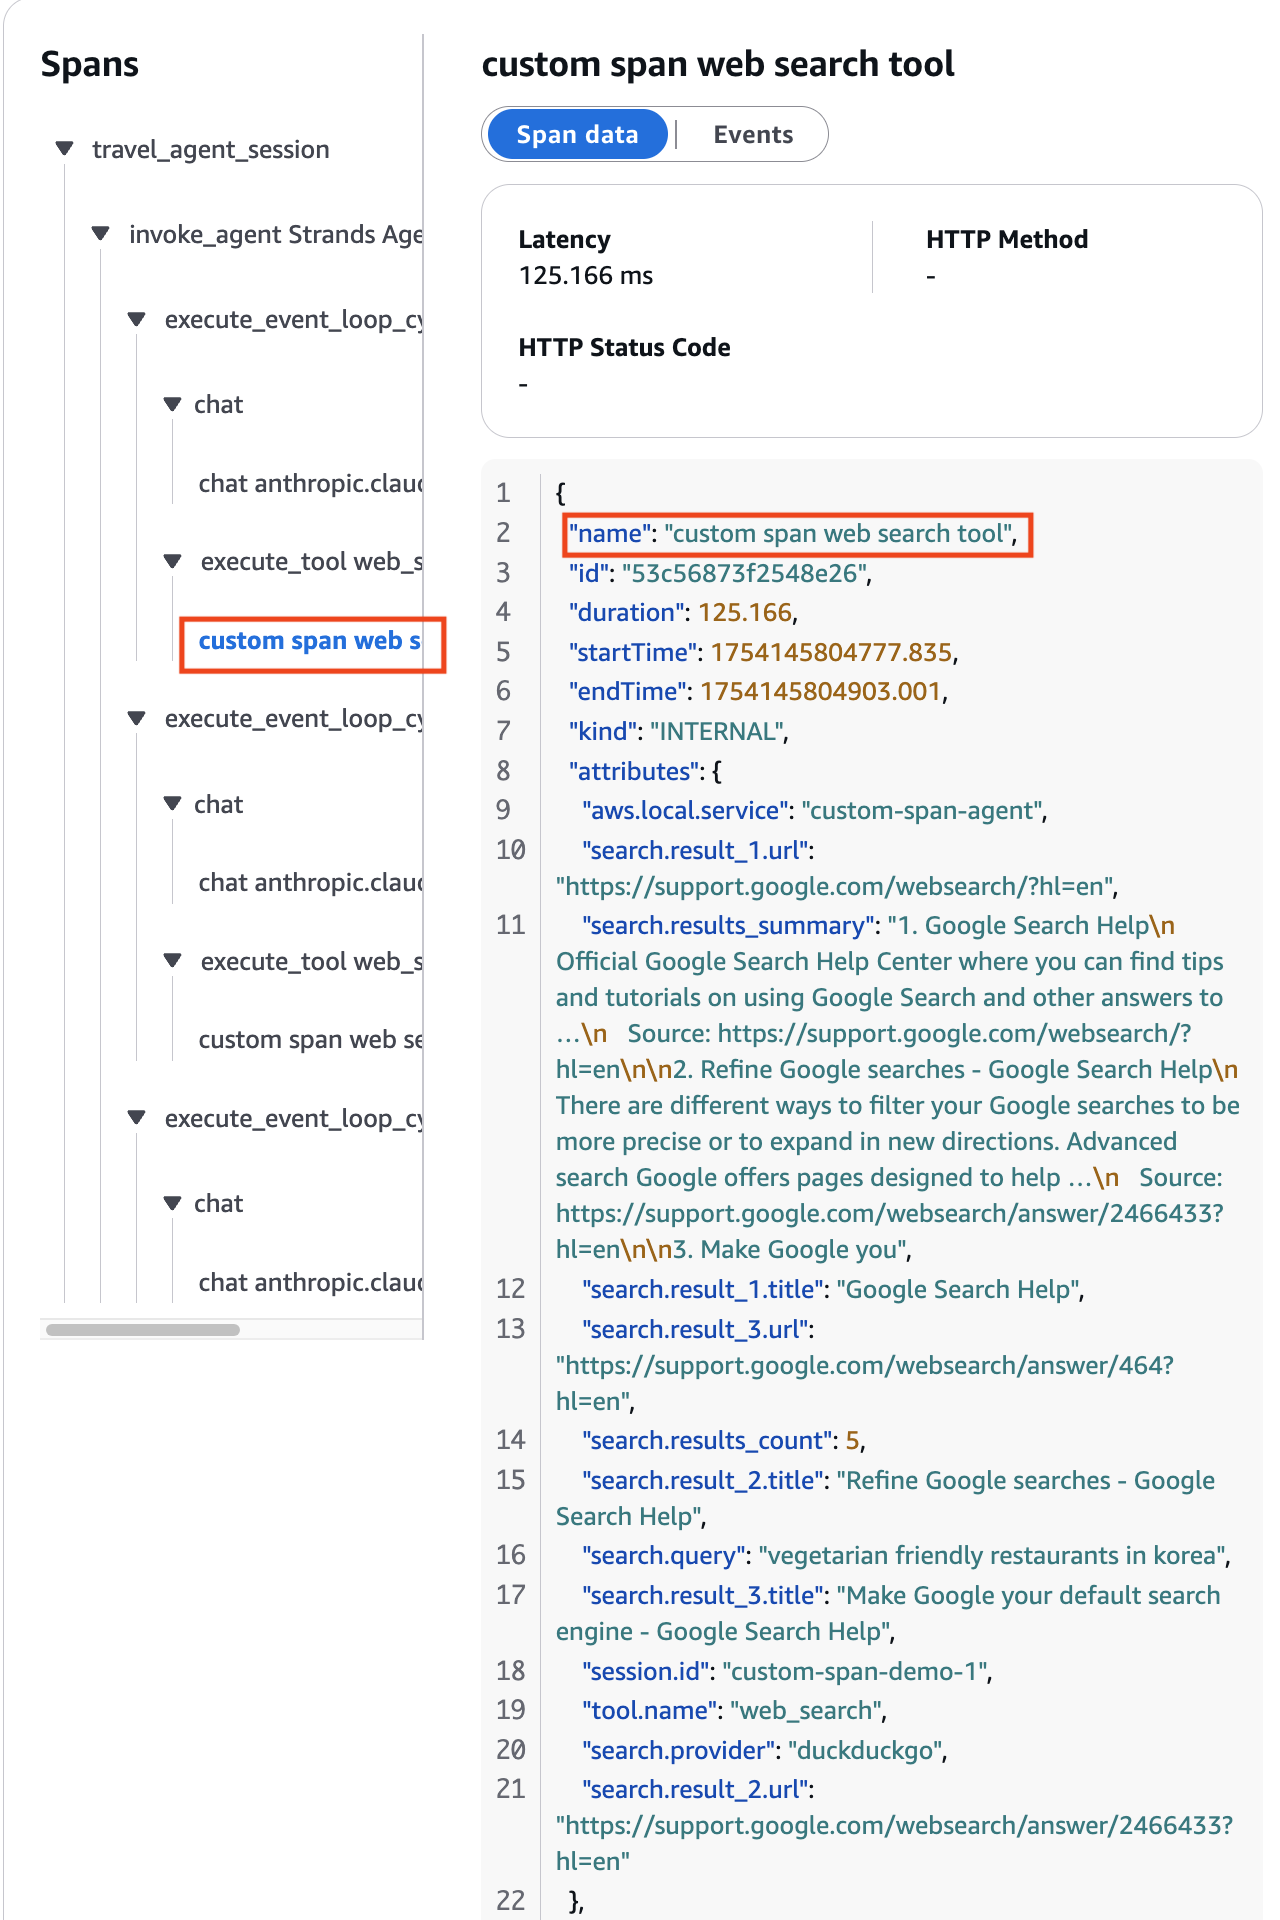 Spans
travel_agent_session
invoke_agent Strands Age
execute_event_loop_cy
chat
chat anthropic.claud
execute_tool web_s
custom span web s
execute_event_loop_cy
chat
chat anthropic.claud
execute_tool web_s
custom span web se
execute_event_loop_cy
chat
chat anthropic.claud
custom span web search tool
Span data | Events
Latency
125.166 ms
HTTP Method
-
HTTP Status Code
-
1 {
2 "name": "custom span web search tool",
3 "id": "53c56873f2548e26",
4 "duration": 125.166,
5 "startTime": 1754145804777.835,
6 "endTime": 1754145804903.001,
7 "kind": "INTERNAL",
8 "attributes": {
9 "aws.local.service": "custom-span-agent",
10 "search.result_1.url":
"https://support.google.com/websearch/?hl=en",
11 "search.results_summary": "1. Google Search Help\n
Official Google Search Help Center where you can find tips
and tutorials on using Google Search and other answers to
...\n Source: https://support.google.com/websearch/?
hl=en\n\n2. Refine Google searches - Google Search Help\n
There are different ways to filter your Google searches to be
more precise or to expand in new directions. Advanced
search Google offers pages designed to help ...\n Source:
https://support.google.com/websearch/answer/2466433?
hl=en\n\n3. Make Google you",
12 "search.result_1.title": "Google Search Help",
13 "search.result_3.url":
"https://support.google.com/websearch/answer/464?
hl=en",
14 "search.results_count": 5,
15 "search.result_2.title": "Refine Google searches - Google
Search Help",
16 "search.query": "vegetarian friendly restaurants in korea",
17 "search.result_3.title": "Make Google your default search
engine - Google Search Help",
18 "session.id": "custom-span-demo-1",
19 "tool.name": "web_search",
20 "search.provider": "duckduckgo",
21 "search.result_2.url":
"https://support.google.com/websearch/answer/2466433?
hl=en"
22 },